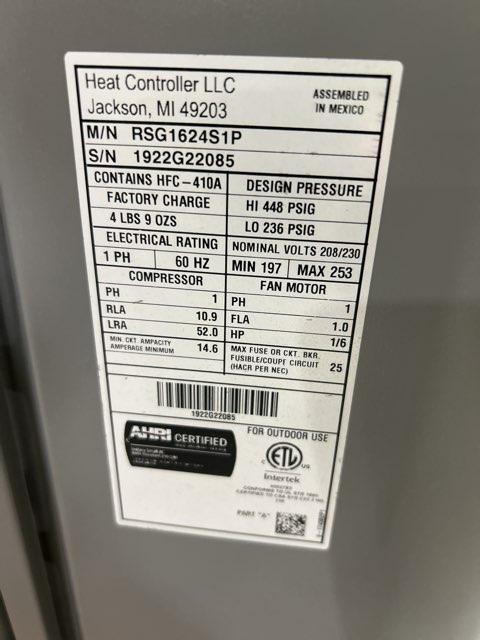 Heat Controller LLC
Jackson, MI 49203
ASSEMBLED
IN MEXICO
M/N RSG1624S1P
S/N 1922G22085
CONTAINS HFC-410A
FACTORY CHARGE
4 LBS 9 OZS
DESIGN PRESSURE
HI 448 PSIG
LO 236 PSIG
ELECTRICAL RATING
NOMINAL VOLTS 208/230
1 PH 60 HZ
MIN 197 MAX 253
COMPRESSOR
PH 1
RLA 10.9
LRA 52.0
MIN. CKT. AMPACITY
AMPERAGE MINIMUM 14.6
FAN MOTOR
PH 1
FLA 1.0
HP 1/6
MAX FUSE OR CKT. BKR.
FUSIBLE/COUPE CIRCUIT 25
(HACR PER NEC)
1922G22085
AHRI CERTIFIED
FOR OUTDOOR USE
ETL
US
Intertek
PART "A"